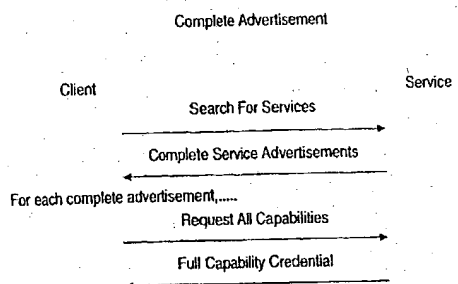 Complete Advertisement
Client
Service
Search For Services
Complete Service Advertisements
For each complete advertisement,.....
Request All Capabilities
Full Capability Credential